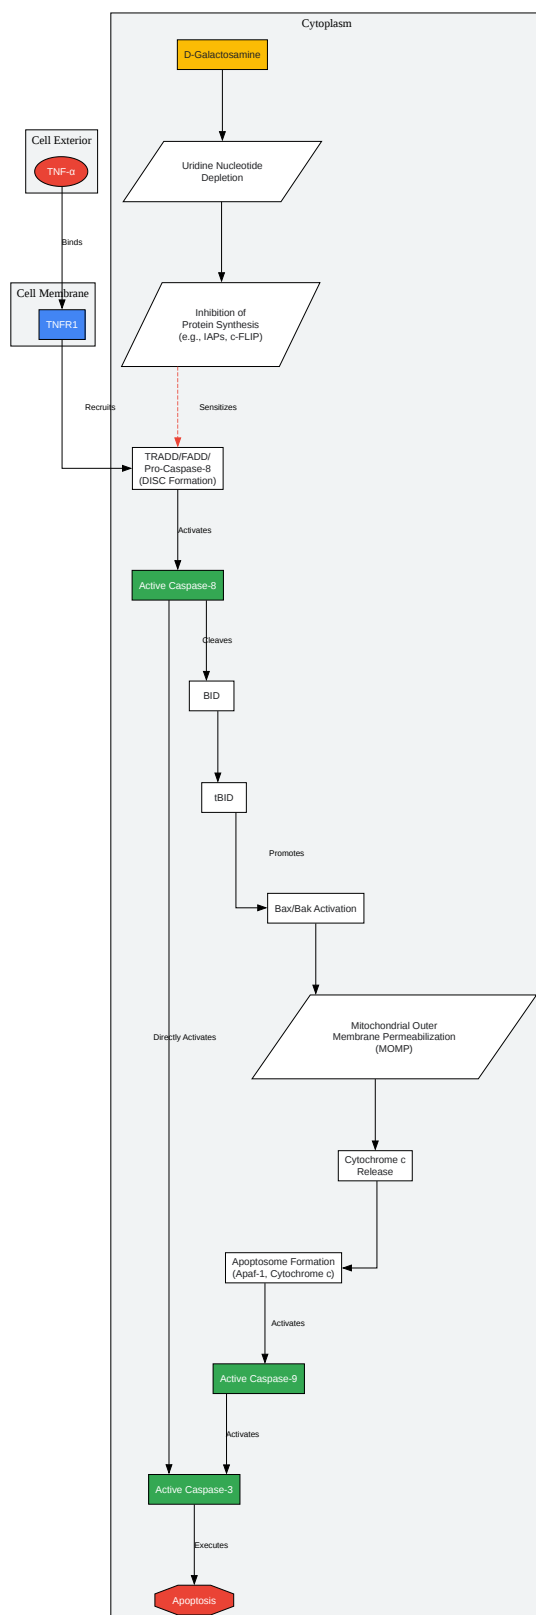 Cytoplasm
D-Galactosamine
Cell Exterior
TNF-α
Uridine Nucleotide
Depletion
Binds
Cell Membrane
TNFR1
Inhibition of
Protein Synthesis
(e.g., IAPs, c-FLIP)
Recruits
Sensitizes
TRADD/FADD/
Pro-Caspase-8
(DISC Formation)
Activates
Active Caspase-8
Cleaves
BID
tBID
Promotes
Bax/Bak Activation
Mitochondrial Outer
Membrane Permeabilization
(MOMP)
Directly Activates
Cytochrome c
Release
Apoptosome Formation
(Apaf-1, Cytochrome c)
Activates
Active Caspase-9
Activates
Active Caspase-3
Executes
Apoptosis